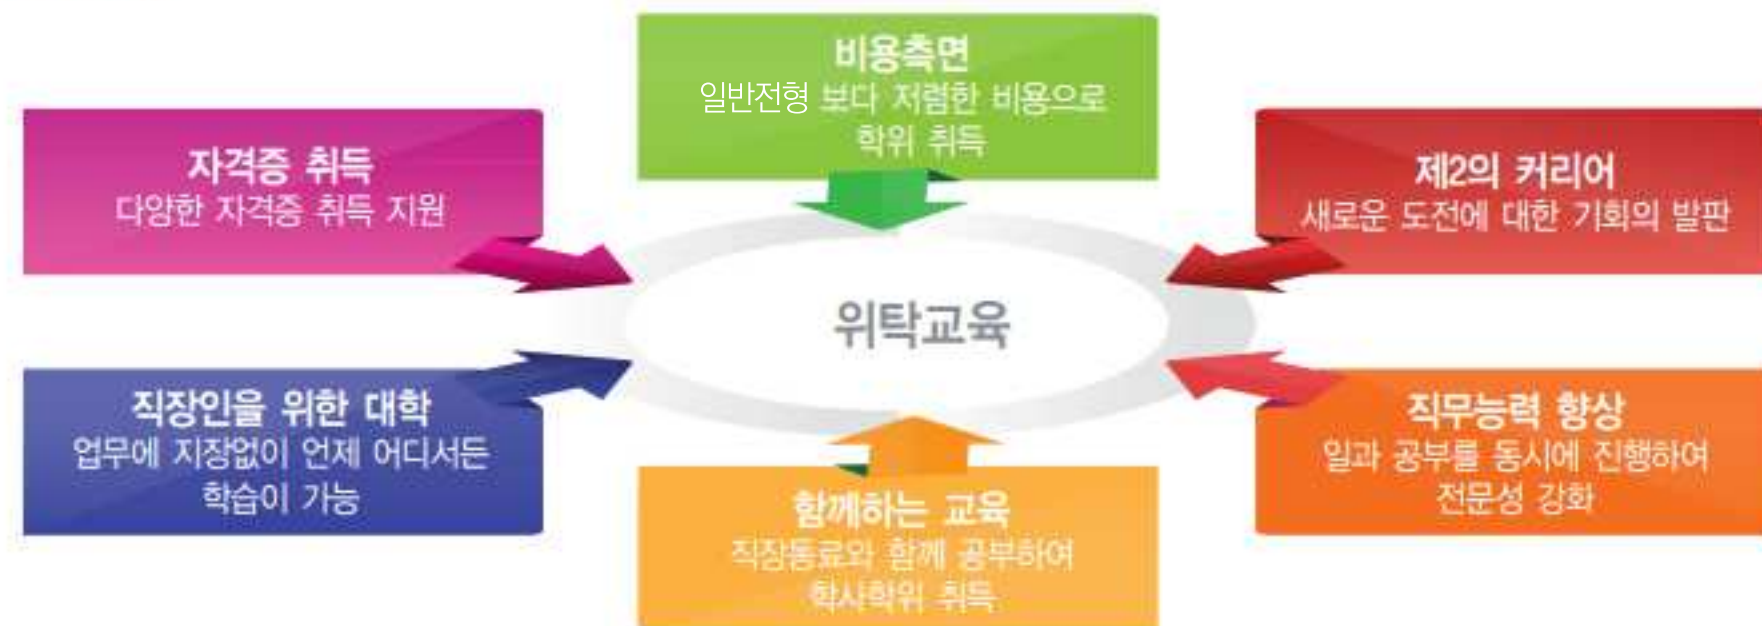 비용측면
일반전형 보다 저렴한 비용으로
학위 취득
자격증 취득
다양한 자격증 취득 지원
제2의 커리어
새로운 도전에 대한 기회의 발판
위탁교육
직장인을 위한 대학
업무에 지장없이 언제 어디서든
학습이 가능
직무능력 향상
일과 공부를 동시에 진행하여
전문성 강화
함께하는 교육
직장동료와 함께 공부하여
학사학위 취득